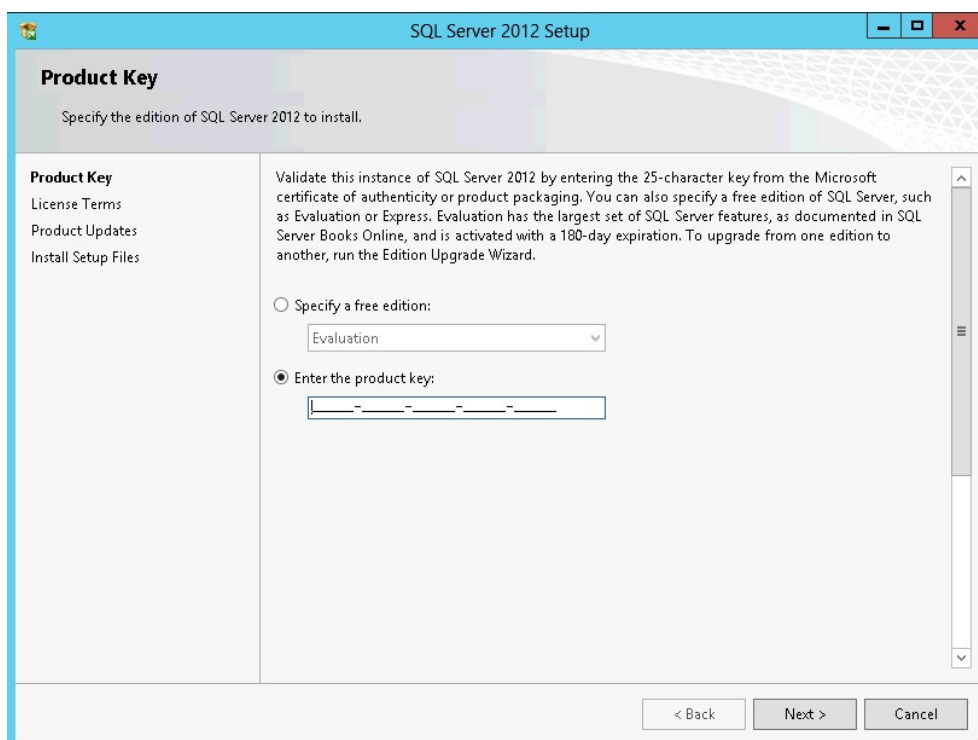 SQL Server 2012 Setup
Product Key
Specify the edition of SQL Server 2012 to install.
Product Key
License Terms
Product Updates
Install Setup Files
Validate this instance of SQL Server 2012 by entering the 25-character key from the Microsoft
certificate of authenticity or product packaging. You can also specify a free edition of SQL Server, such
as Evaluation or Express. Evaluation has the largest set of SQL Server features, as documented in SQL
Server Books Online, and is activated with a 180-day expiration. To upgrade from one edition to
another, run the Edition Upgrade Wizard.
Specify a free edition:
Evaluation
Enter the product key:
_____-_____-_____-_____-_____
< Back Next > Cancel